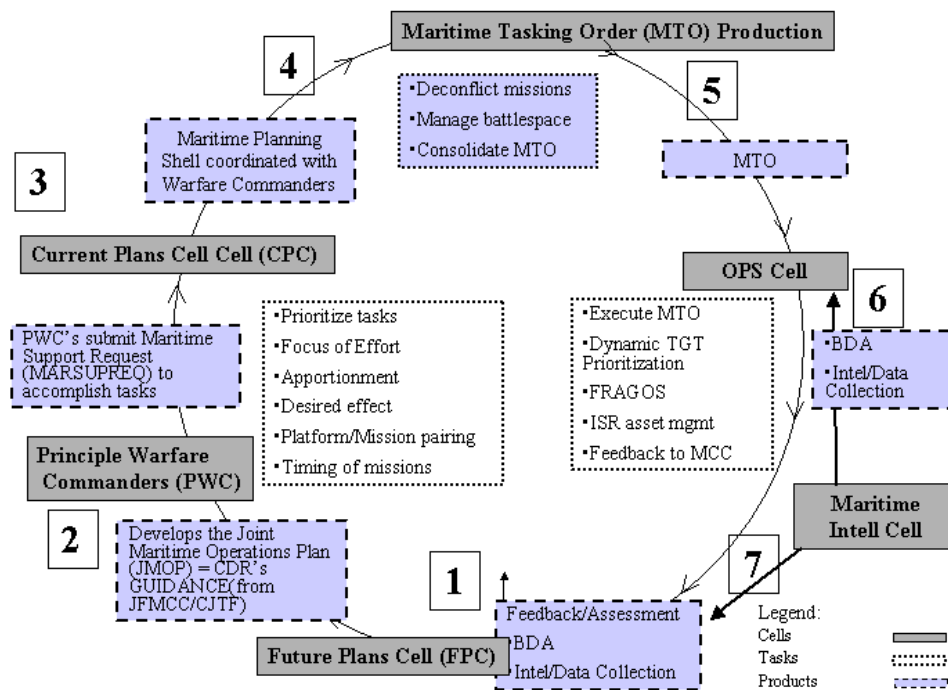 Maritime Tasking Order (MTO) Production
4
•Deconflict missions
•Manage battlespace
•Consolidate MTO
5
Maritime Planning
Shell coordinated with
Warfare Commanders
MTO
3
Current Plans Cell Cell (CPC)
OPS Cell
6
•Prioritize tasks
•Focus of Effort
•Apportionment
•Desired effect
•Platform/Mission pairing
•Timing of missions
•Execute MTO
•Dynamic TGT
Prioritization
•FRAGOS
•ISR asset mgmt
•Feedback to MCC
•BDA
•Intel/Data
Collection
PWC's submit Maritime
Support Request
(MARSUPREQ) to
accomplish tasks
Principle Warfare
Commanders (PWC)
Maritime
Intell Cell
2
Develops the Joint
Maritime Operations Plan
(JMOP) = CDR's
GUIDANCE(from
JFMCC/CJTF)
1
7
Feedback/Assessment
•BDA
•Intel/Data Collection
Future Plans Cell (FPC)
Legend:
Cells
Tasks
Products